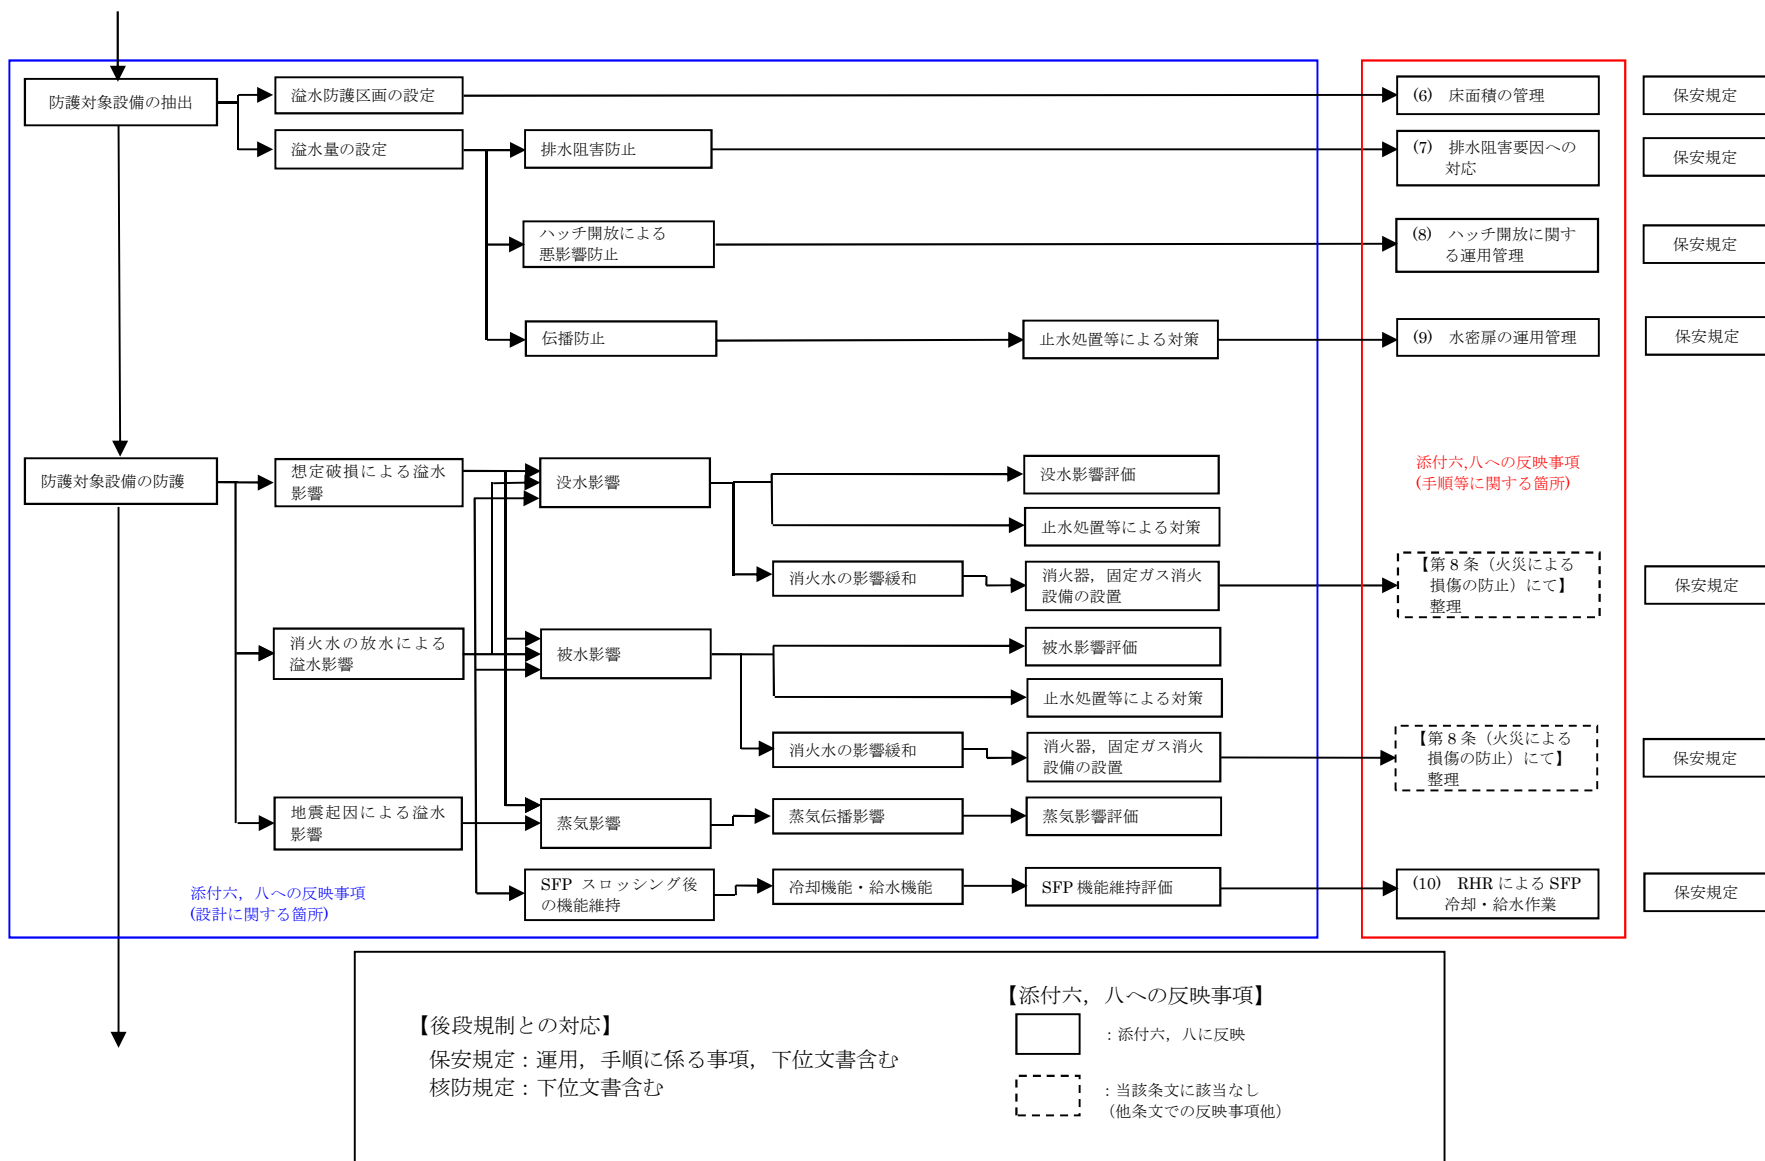 防護対象設備の抽出
溢水防護区画の設定
(6) 床面積の管理
保安規定
溢水量の設定
排水阻害防止
(7) 排水阻害要因への
対応
保安規定
ハッチ開放による
悪影響防止
(8) ハッチ開放に関す
る運用管理
保安規定
伝播防止
止水処置等による対策
(9) 水密扉の運用管理
保安規定
防護対象設備の防護
想定破損による溢水
影響
没水影響
没水影響評価
添付六,八への反映事項
(手順等に関する箇所)
止水処置等による対策
消火水の影響緩和
消火器，固定ガス消火
設備の設置
【第８条（火災による
損傷の防止）にて】
整理
保安規定
消火水の放水による
溢水影響
被水影響
被水影響評価
止水処置等による対策
消火水の影響緩和
消火器，固定ガス消火
設備の設置
【第８条（火災による
損傷の防止）にて】
整理
保安規定
地震起因による溢水
影響
蒸気影響
蒸気伝播影響
蒸気影響評価
添付六，八への反映事項
(設計に関する箇所)
SFP スロッシング後
の機能維持
冷却機能・給水機能
SFP 機能維持評価
(10) RHR による SFP
冷却・給水作業
保安規定
【後段規制との対応】
保安規定：運用，手順に係る事項，下位文書含む
核防規定：下位文書含む
【添付六，八への反映事項】
：添付六，八に反映
：当該条文に該当なし
（他条文での反映事項他）